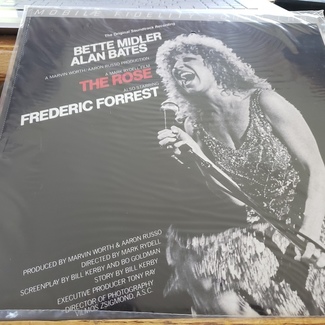 The Original Soundtrack Recording
BETTE MIDLER
ALAN BATES
A MARVIN WORTH/AARON RUSSO PRODUCTION
A MARK RYDELL FILM
THE ROSE
ALSO STARRING
FREDERIC FORREST
PRODUCED BY MARVIN WORTH & AARON RUSSO
DIRECTED BY MARK RYDELL
SCREENPLAY BY BILL KERBY AND BO GOLDMAN
STORY BY BILL KERBY
EXECUTIVE PRODUCER TONY RAY
DIRECTOR OF PHOTOGRAPHY
VILMOS ZSIGMOND, A.S.C.